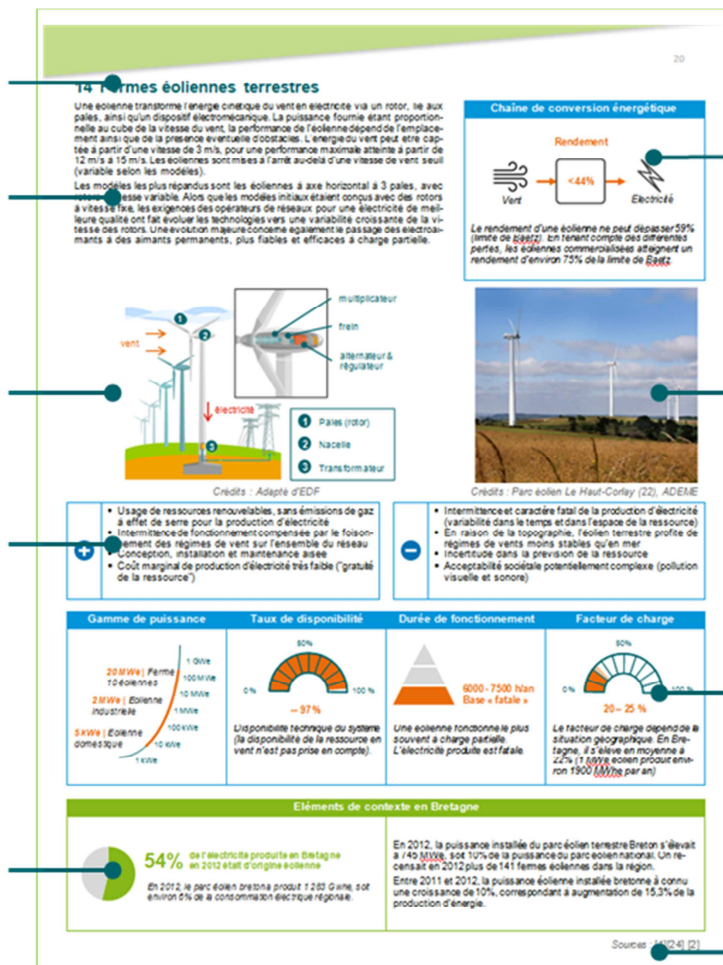 20
14 Fermes éoliennes terrestres
Une éolienne transforme l'énergie cinétique du vent en électricité via un rotor, lié aux
pales, ainsi qu'un dispositif électromécanique. La puissance fournie étant proportion-
nelle au cube de la vitesse du vent, la performance de l'éolienne dépend de l'emplace-
ment ainsi que de la présence éventuelle d'obstacles. L'énergie du vent peut être cap-
tée à partir d'une vitesse de 3 m/s, pour une performance maximale atteinte à partir de
12 m/s à 15 m/s. Les éoliennes sont mises à l'arrêt au-delà d'une vitesse de vent seuil
(variable selon les modèles).
Les modèles les plus répandus sont les éoliennes à axe horizontal à 3 pales, avec
rotor à vitesse variable. Alors que les modèles initiaux étaient conçus avec des rotors
à vitesse fixe, les exigences des opérateurs de réseaux pour une électricité de meil-
leure qualité ont fait évoluer les technologies vers une variabilité croissante de la vi-
tesse des rotors. Une évolution majeure concerne également le passage des électroai-
mants à des aimants permanents, plus fiables et efficaces à charge partielle.
Chaîne de conversion énergétique
Rendement
Vent
<44%
Electricité
Le rendement d'une éolienne ne peut dépasser 59%
(limite de Baetz). En tenant compte des différentes
pertes, les éoliennes commercialisées atteignent un
rendement d'environ 75% de la limite de Baetz
vent
1
2
3
électricité
multiplicateur
frein
alternateur &
régulateur
1 Pales (rotor)
2 Nacelle
3 Transformateur
Crédits : Adapté d'EDF
Crédits : Parc éolien Le Haut-Corlay (22), ADEME
+
• Usage de ressources renouvelables, sans émissions de gaz
à effet de serre pour la production d'électricité
• Intermittence de fonctionnement compensée par le foison-
nement des régimes de vent sur l'ensemble du réseau
• Conception, installation et maintenance aisée
• Coût marginal de production d'électricité très faible ("gratuité
de la ressource")
−
• Intermittence et caractère fatal de la production d'électricité
(variabilité dans le temps et dans l'espace de la ressource)
• En raison de la topographie, l'éolien terrestre profite de
régimes de vents moins stables qu'en mer
• Incertitude dans la prévision de la ressource
• Acceptabilité sociétale potentiellement complexe (pollution
visuelle et sonore)
Gamme de puissance
20 MWe | Ferme
10 éoliennes
2 MWe | Eolienne
industrielle
5 kWe | Eolienne
domestique
1 GWe
100 MWe
10 MWe
1 MWe
100 kWe
10 kWe
1 kWe
Taux de disponibilité
50%
0 %
100 %
~ 97 %
Disponibilité technique du système
(la disponibilité de la ressource en
vent n'est pas prise en compte).
Durée de fonctionnement
6000 - 7500 h/an
Base « fatale »
Une éolienne fonctionne le plus
souvent à charge partielle.
L'électricité produite est fatale.
Facteur de charge
50%
0%
100 %
20 – 25 %
Le facteur de charge dépend de la
situation géographique. En Bre-
tagne, il s'élève en moyenne à
22% (1 MWe éolien produit envi-
ron 1900 MWhe par an)
Eléments de contexte en Bretagne
54%
de l'électricité produite en Bretagne
en 2012 était d'origine éolienne
En 2012, le parc éolien breton a produit 1 283 Gwhe, soit
environ 6% de la consommation électrique régionale.
En 2012, la puissance installée du parc éolien terrestre Breton s'élevait
à 745 MWe, soit 10% de la puissance du parc éolien national. On re-
censait en 2012 plus de 141 fermes éoliennes dans la région.
Entre 2011 et 2012, la puissance éolienne installée bretonne à connu
une croissance de 10%, correspondant à augmentation de 15,3% de la
production d'énergie.
Sources : [4][24] [2]